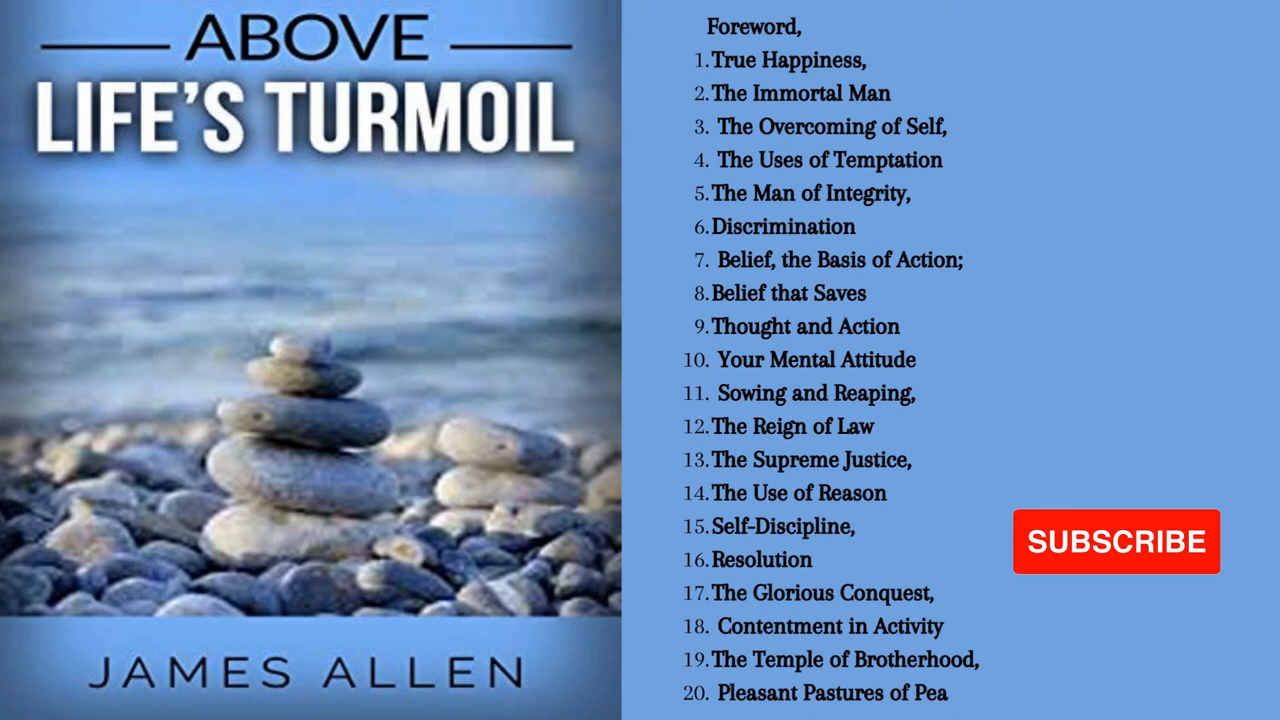 ABOVE
LIFE'S TURMOIL
JAMES ALLEN
Foreword,
1. True Happiness,
2. The Immortal Man
3. The Overcoming of Self,
4. The Uses of Temptation
5. The Man of Integrity,
6. Discrimination
7. Belief, the Basis of Action;
8. Belief that Saves
9. Thought and Action
10. Your Mental Attitude
11. Sowing and Reaping,
12. The Reign of Law
13. The Supreme Justice,
14. The Use of Reason
15. Self-Discipline,
16. Resolution
17. The Glorious Conquest,
18. Contentment in Activity
19. The Temple of Brotherhood,
20. Pleasant Pastures of Pea
SUBSCRIBE